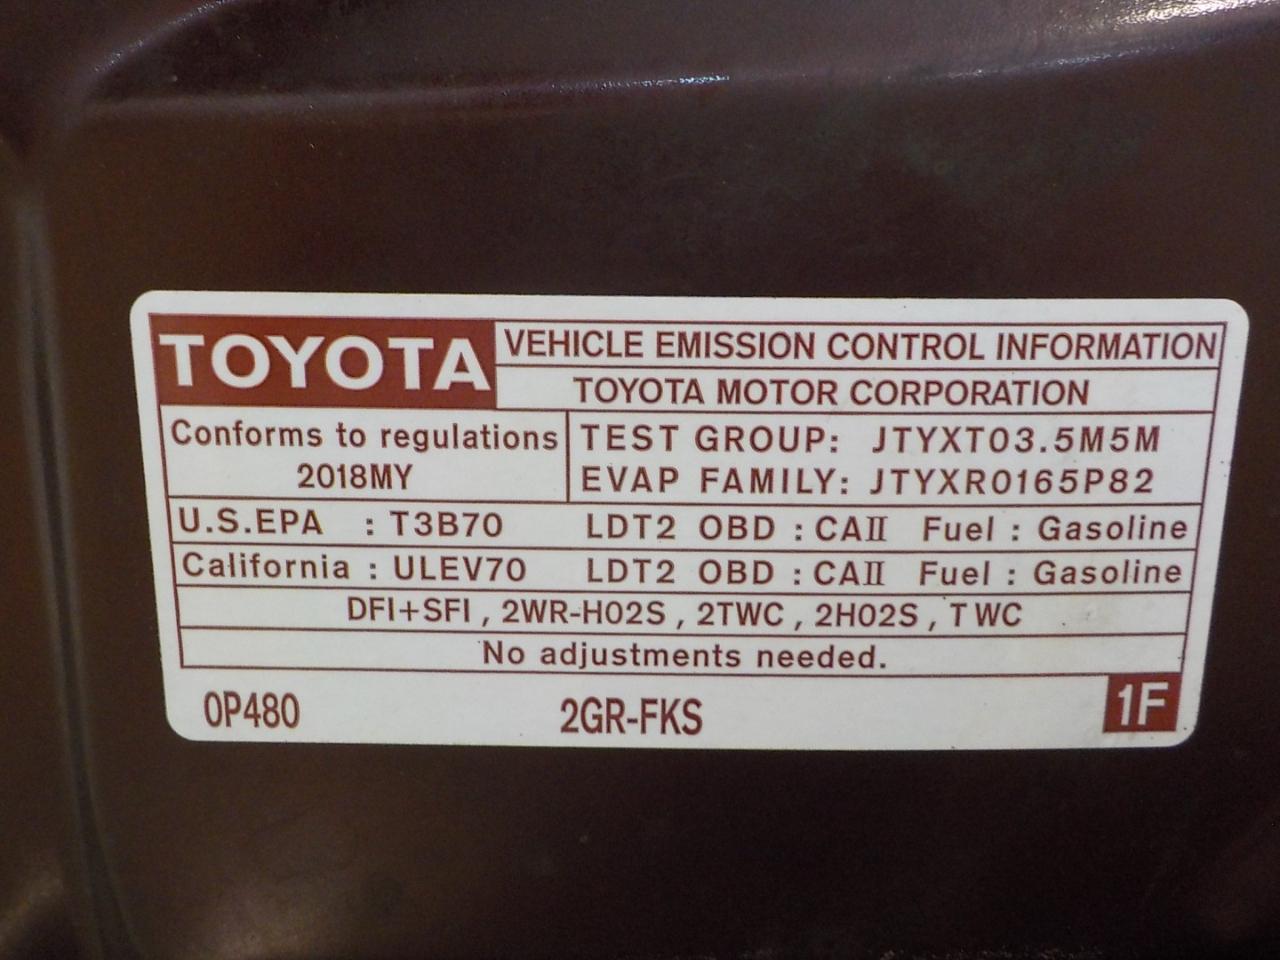 TOYOTA VEHICLE EMISSION CONTROL INFORMATION
TOYOTA MOTOR CORPORATION
Conforms to regulations
2018MY
TEST GROUP: JTYXT03.5M5M
EVAP FAMILY: JTYXR0165P82
U.S.EPA : T3B70 LDT2 OBD : CAII Fuel : Gasoline
California : ULEV70 LDT2 OBD : CAII Fuel : Gasoline
DFI+SFI , 2WR-HO2S , 2TWC , 2HO2S , TWC
No adjustments needed.
0P480 2GR-FKS 1F